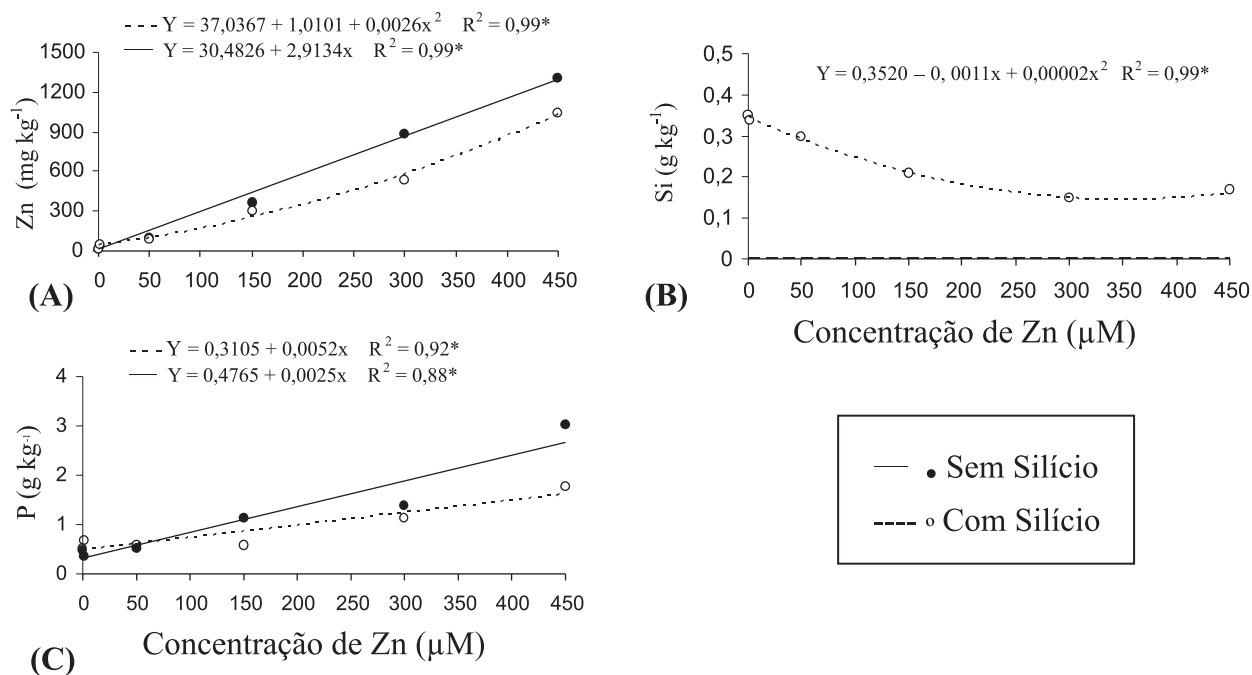 Y = 37,0367 + 1,0101 + 0,0026x² R² = 0,99*
Y = 30,4826 + 2,9134x R² = 0,99*
1500
1200
900
600
300
0
Zn (mg kg⁻¹)
0 50 100 150 200 250 300 350 400 450
(A)
Y = 0,3520 – 0, 0011x + 0,00002x² R² = 0,99*
0,5
0,4
0,3
0,2
0,1
0
Si (g kg⁻¹)
0 50 100 150 200 250 300 350 400 450
(B)
Concentração de Zn (µM)
Y = 0,3105 + 0,0052x R² = 0,92*
Y = 0,4765 + 0,0025x R² = 0,88*
4
3
2
1
0
P (g kg⁻¹)
0 50 100 150 200 250 300 350 400 450
Concentração de Zn (µM)
(C)
Sem Silício
Com Silício